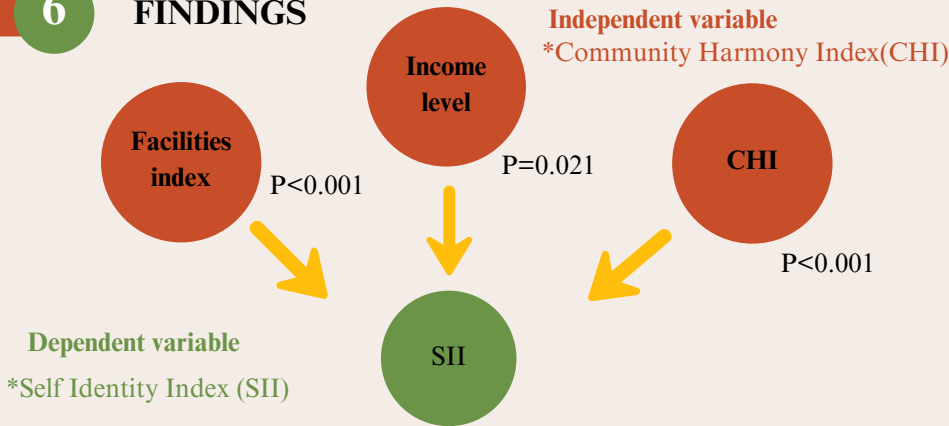 6 FINDINGS
Independent variable
*Community Harmony Index(CHI)
Income
level
P=0.021
Facilities
index
P<0.001
CHI
P<0.001
SII
Dependent variable
*Self Identity Index (SII)